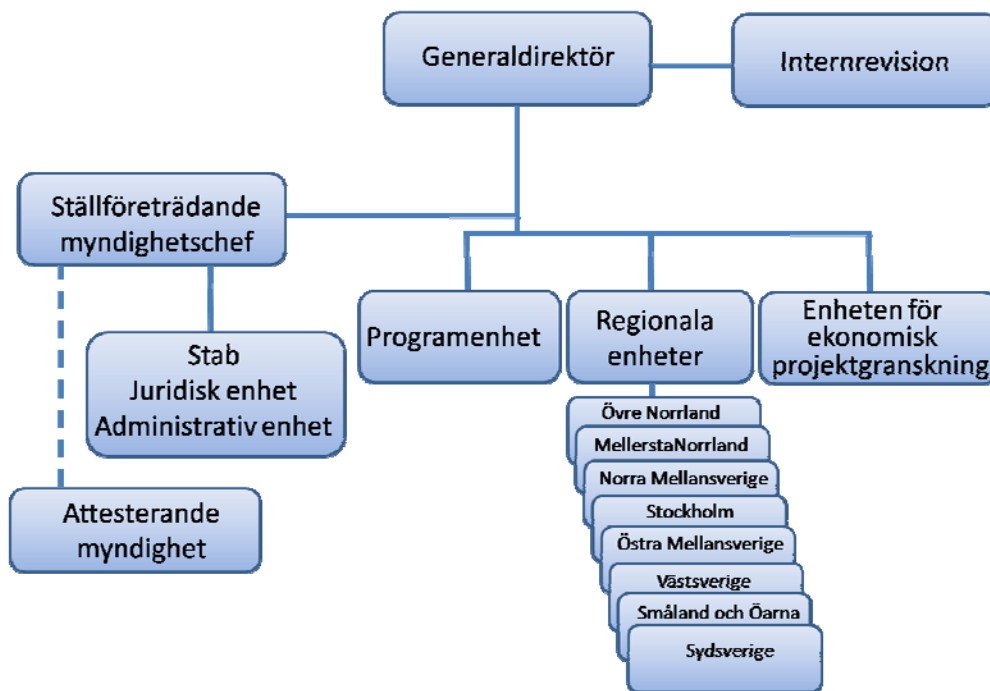 Generaldirektör
Internrevision
Ställföreträdande
myndighetschef
Programenhet
Regionala
enheter
Enheten för
ekonomisk
projektgranskning
Stab
Juridisk enhet
Administrativ enhet
Attesterande
myndighet
Övre Norrland
MellerstaNorrland
Norra Mellansverige
Stockholm
Östra Mellansverige
Västsverige
Småland och Öarna
Sydsverige